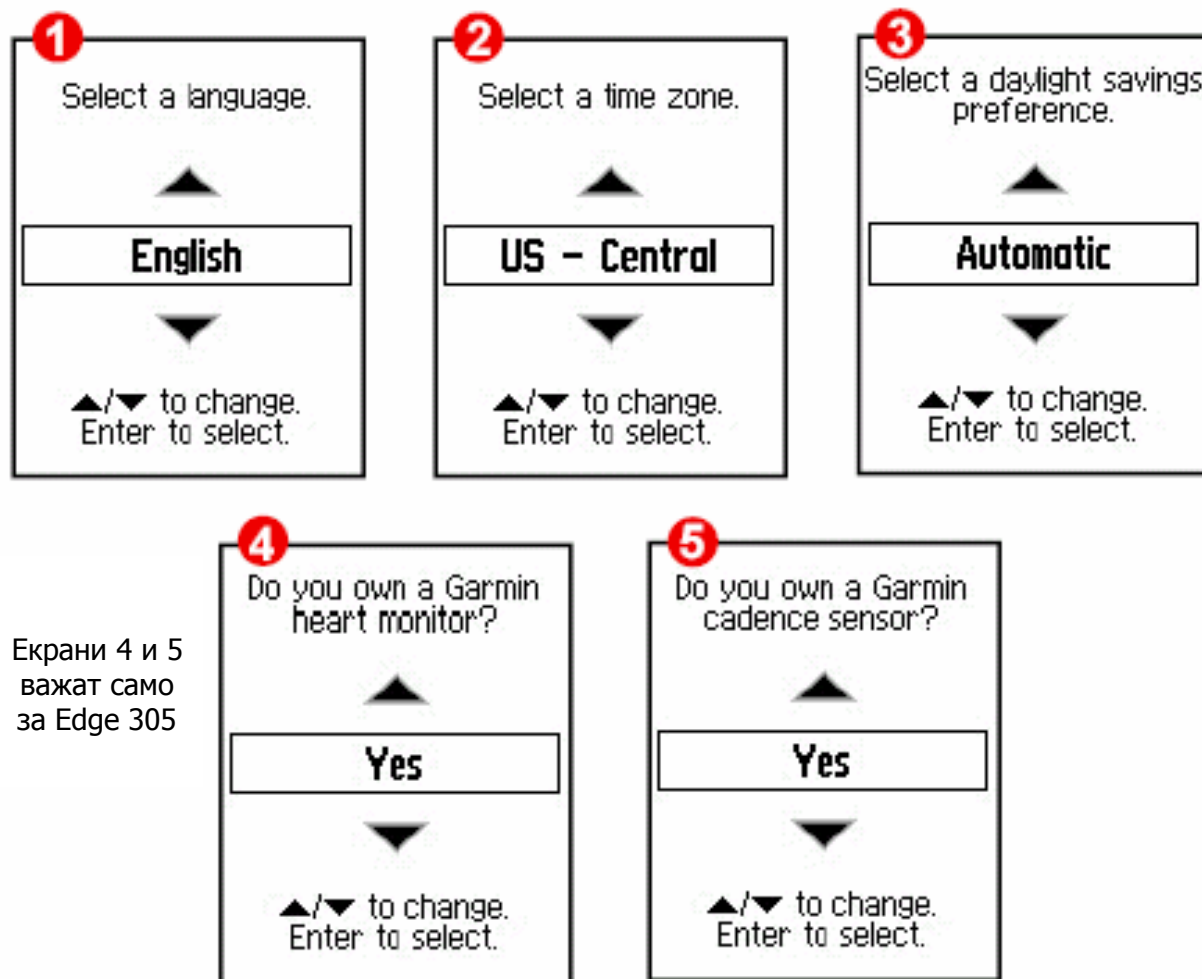 1
Select a language.
▲
English
▼
▲/▼ to change.
Enter to select.
2
Select a time zone.
▲
US - Central
▼
▲/▼ to change.
Enter to select.
3
Select a daylight savings
preference.
▲
Automatic
▼
▲/▼ to change.
Enter to select.
Екрани 4 и 5
важат само
за Edge 305
4
Do you own a Garmin
heart monitor?
▲
Yes
▼
▲/▼ to change.
Enter to select.
5
Do you own a Garmin
cadence sensor?
▲
Yes
▼
▲/▼ to change.
Enter to select.